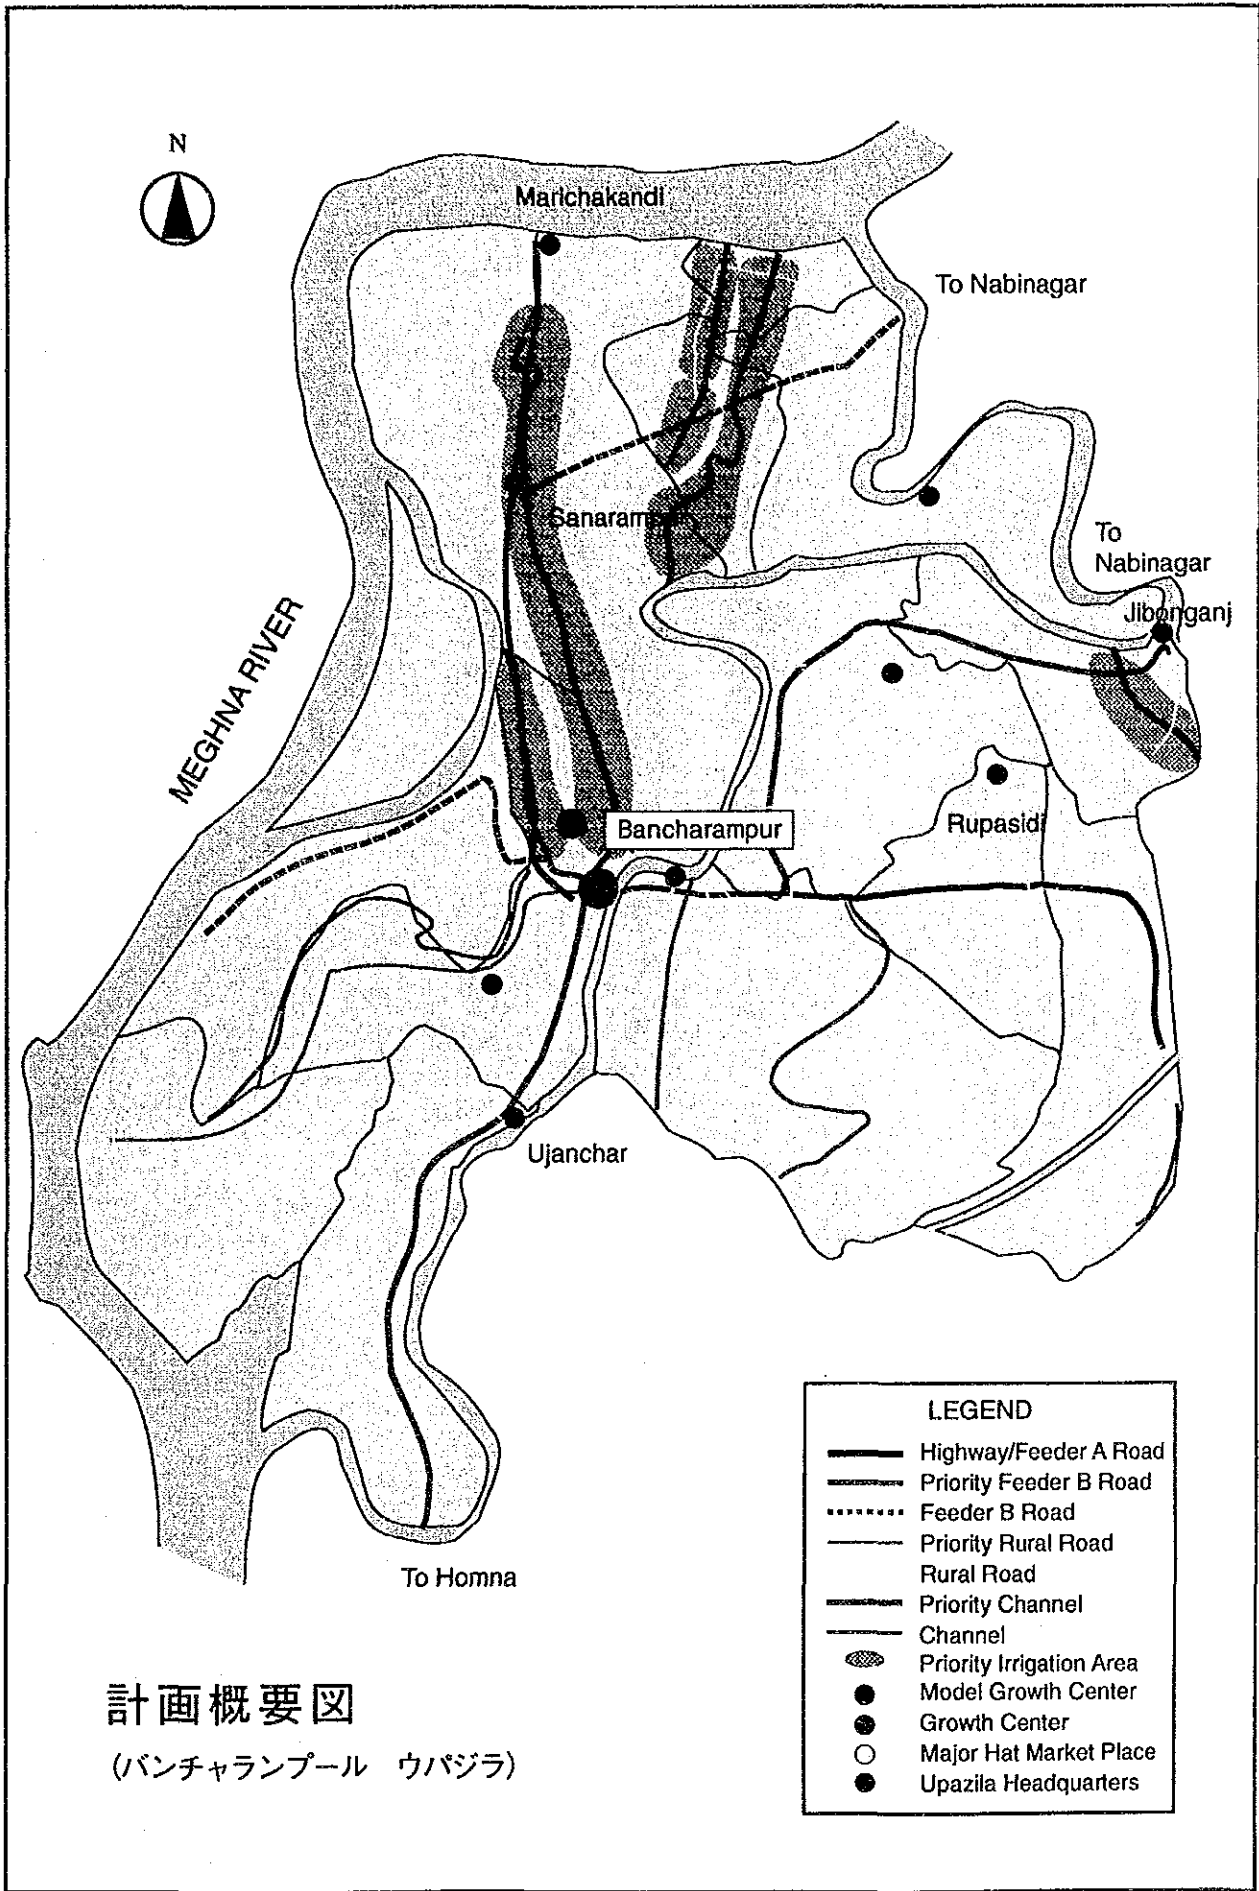 N
Marichakandi
To Nabinagar
Sanarampur
To
Nabinagar
Jibonganj
MEGHNA RIVER
Bancharampur
Rupasidi
Ujanchar
To Homna
LEGEND
Highway/Feeder A Road
Priority Feeder B Road
Feeder B Road
Priority Rural Road
Rural Road
Priority Channel
Channel
Priority Irrigation Area
Model Growth Center
Growth Center
Major Hat Market Place
Upazila Headquarters
計画概要図
(バンチャランプール ウパジラ)